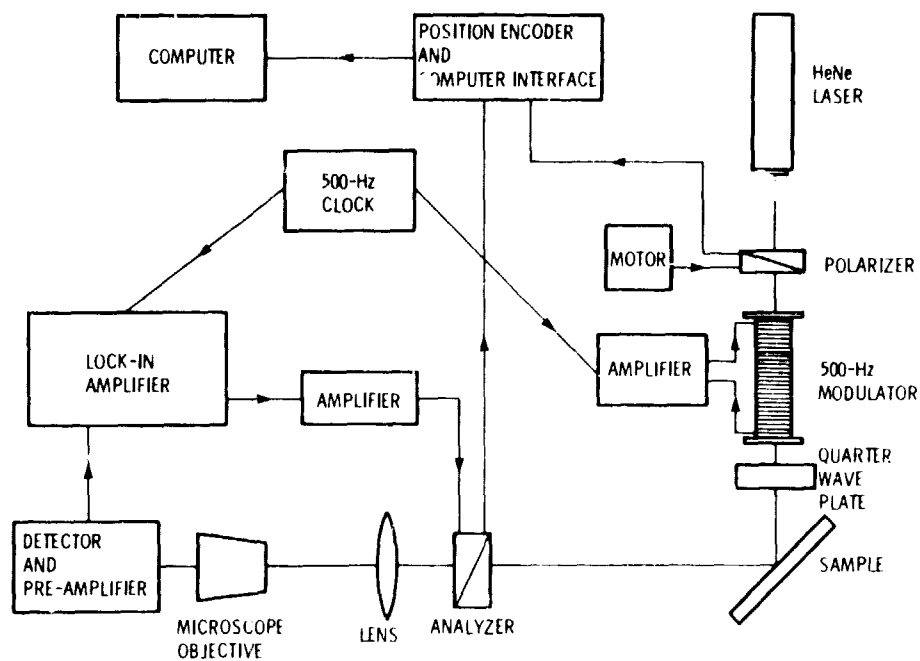 COMPUTER
POSITION ENCODER
AND
COMPUTER INTERFACE
HeNe
LASER
500-Hz
CLOCK
MOTOR
POLARIZER
LOCK-IN
AMPLIFIER
AMPLIFIER
AMPLIFIER
500-Hz
MODULATOR
QUARTER
WAVE
PLATE
DETECTOR
AND
PRE-AMPLIFIER
SAMPLE
MICROSCOPE
OBJECTIVE
LENS
ANALYZER